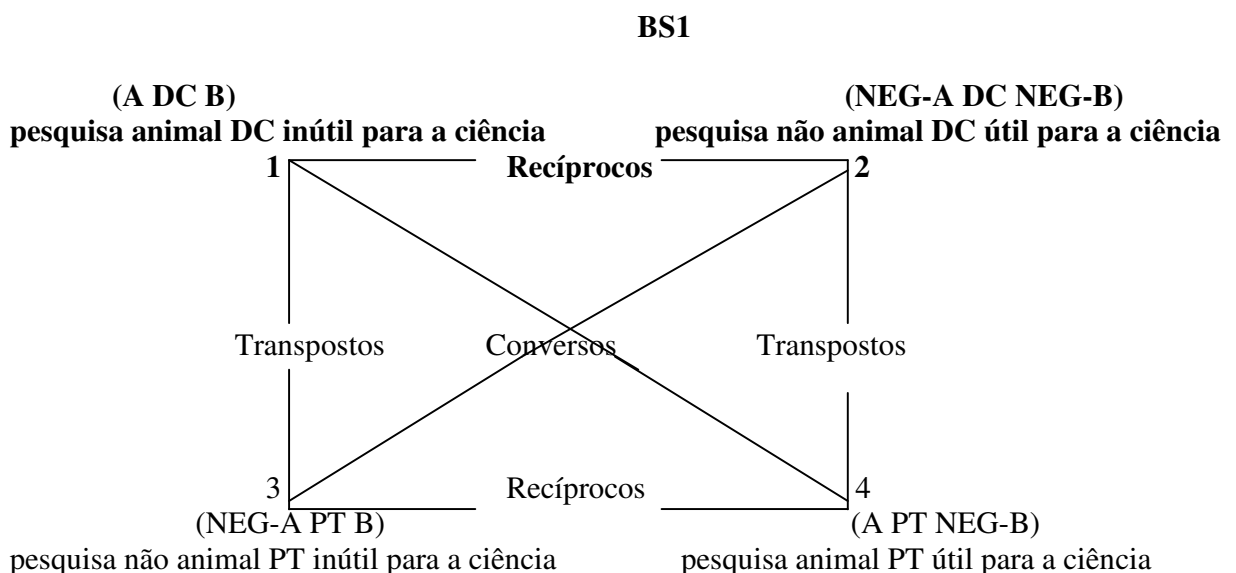 BS1
(A DC B) (NEG-A DC NEG-B)
pesquisa animal DC inútil para a ciência pesquisa não animal DC útil para a ciência
1 Recíprocos 2
Transpostos Conversos Transpostos
3 Recíprocos 4
(NEG-A PT B) (A PT NEG-B)
pesquisa não animal PT inútil para a ciência pesquisa animal PT útil para a ciência